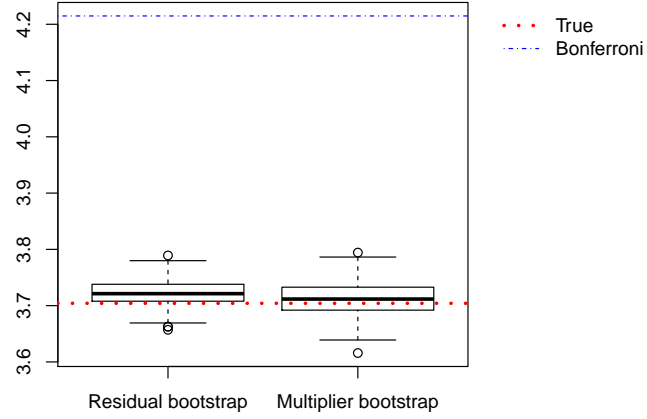 4.2
4.1
4.0
3.9
3.8
3.7
3.6
True
Bonferroni
Residual bootstrap
Multiplier bootstrap